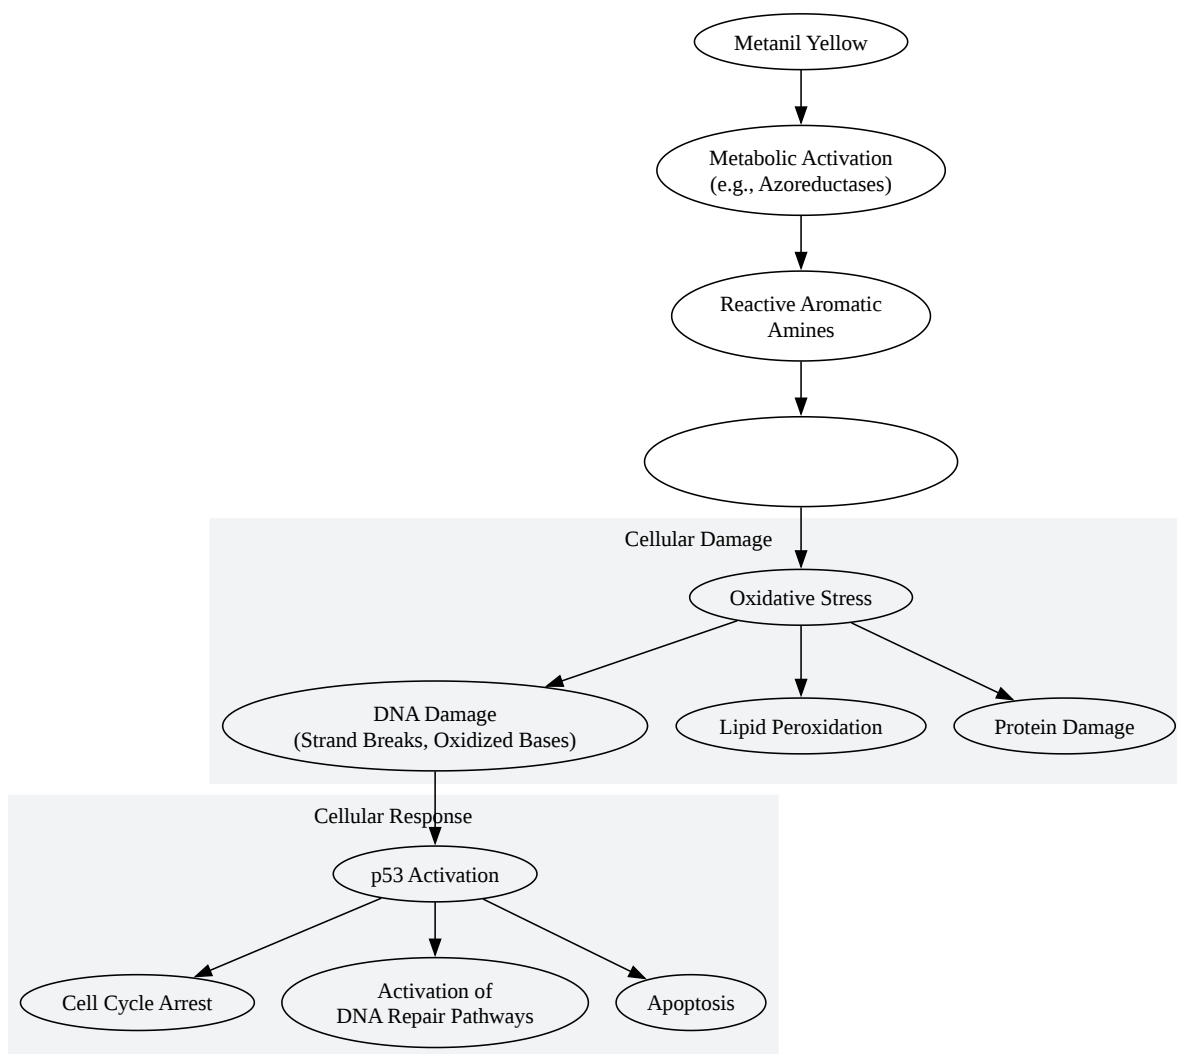 Metanil Yellow
Metabolic Activation
(e.g., Azoreductases)
Reactive Aromatic
Amines
Cellular Damage
Oxidative Stress
DNA Damage
(Strand Breaks, Oxidized Bases)
Lipid Peroxidation
Protein Damage
Cellular Response
p53 Activation
Cell Cycle Arrest
Activation of
DNA Repair Pathways
Apoptosis